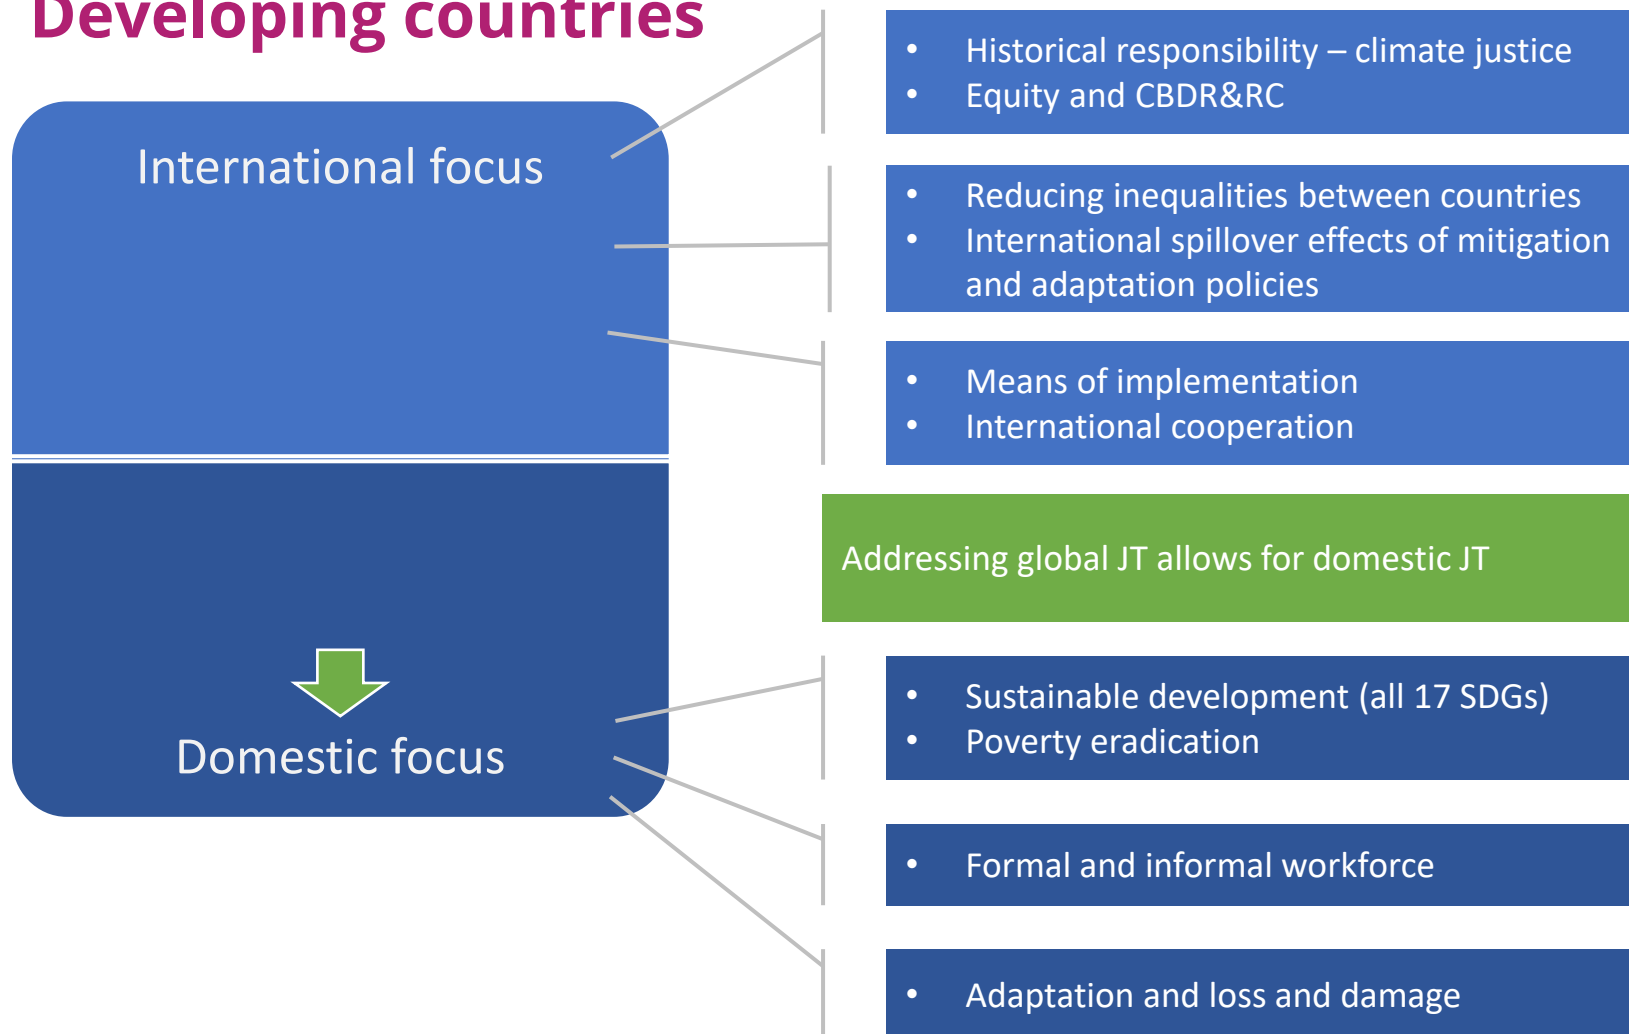 Developing countries
International focus
• Historical responsibility – climate justice
• Equity and CBDR&RC
• Reducing inequalities between countries
• International spillover effects of mitigation
and adaptation policies
• Means of implementation
• International cooperation
Addressing global JT allows for domestic JT
Domestic focus
• Sustainable development (all 17 SDGs)
• Poverty eradication
• Formal and informal workforce
• Adaptation and loss and damage